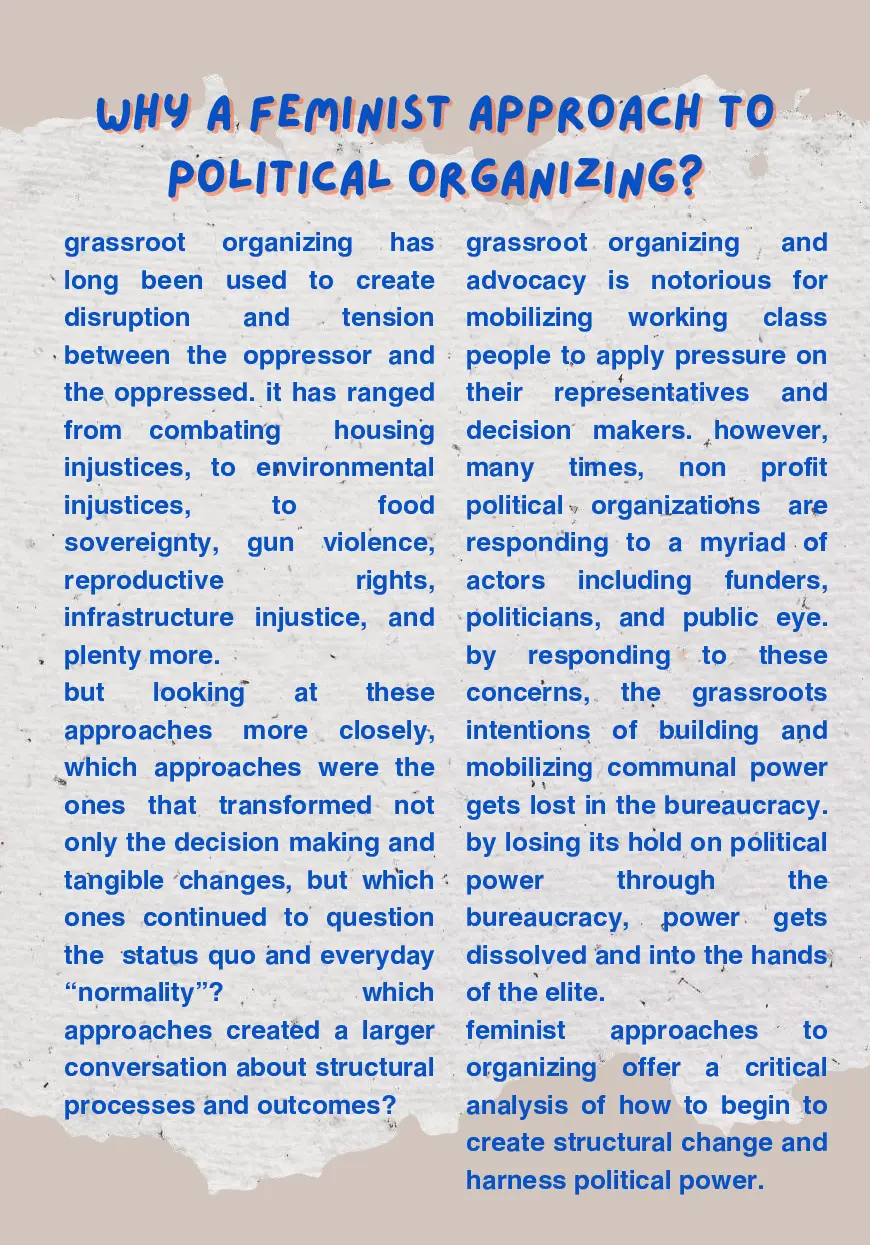 WHY A FEMINIST APPROACH TO
POLITICAL ORGANIZING?
grassroot organizing has
long been used to create
disruption and tension
between the oppressor and
the oppressed. it has ranged
from combating housing
injustices, to environmental
injustices, to food
sovereignty, gun violence,
reproductive rights,
infrastructure injustice, and
plenty more.
but looking at these
approaches more closely,
which approaches were the
ones that transformed not
only the decision making and
tangible changes, but which
ones continued to question
the status quo and everyday
“normality”? which
approaches created a larger
conversation about structural
processes and outcomes?
grassroot organizing and
advocacy is notorious for
mobilizing working class
people to apply pressure on
their representatives and
decision makers. however,
many times, non profit
political organizations are
responding to a myriad of
actors including funders,
politicians, and public eye.
by responding to these
concerns, the grassroots
intentions of building and
mobilizing communal power
gets lost in the bureaucracy.
by losing its hold on political
power through the
bureaucracy, power gets
dissolved and into the hands
of the elite.
feminist approaches to
organizing offer a critical
analysis of how to begin to
create structural change and
harness political power.